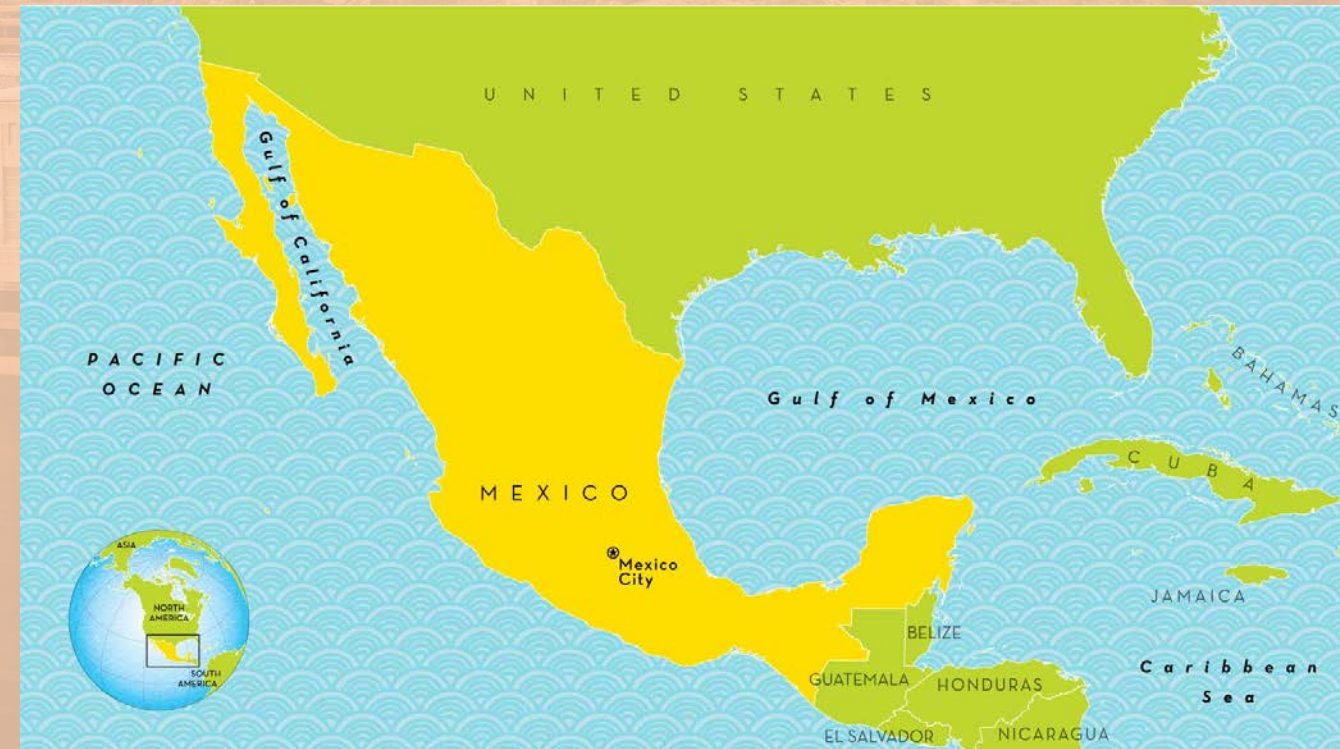 UNITED STATES
Gulf of California
PACIFIC
OCEAN
Gulf of Mexico
BAHAMAS
CUBA
MEXICO
Mexico
City
JAMAICA
BELIZE
Caribbean
Sea
GUATEMALA
HONDURAS
EL SALVADOR
NICARAGUA
ASIA
NORTH
AMERICA
SOUTH
AMERICA